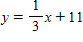 y = 1/3 x + 11